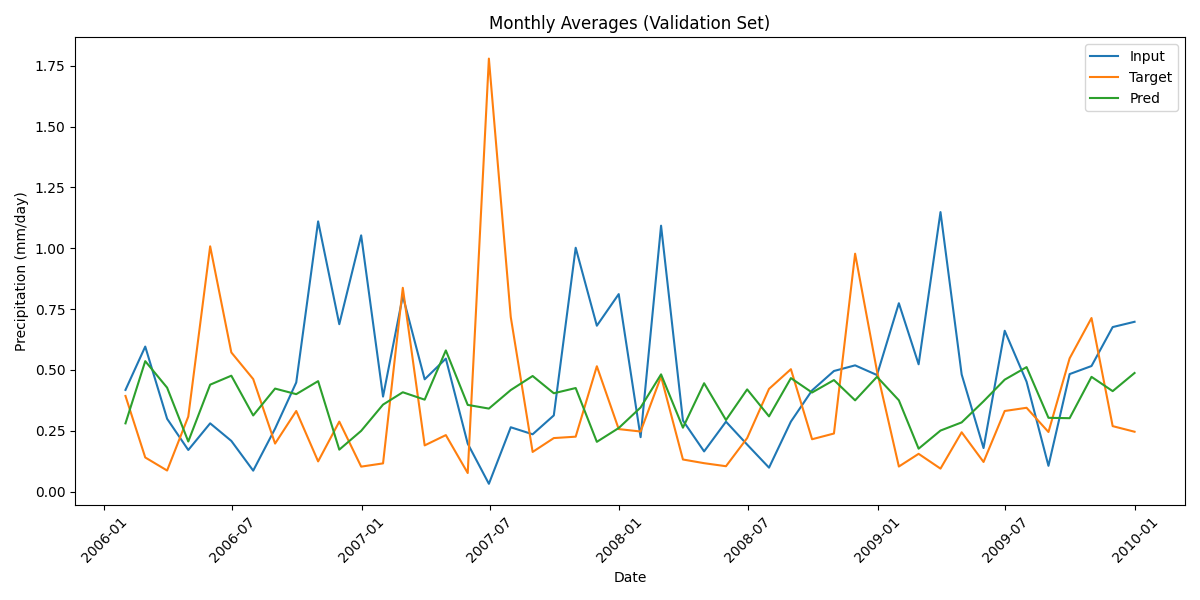 Monthly Averages (Validation Set)
Input
Target
Pred
Precipitation (mm/day)
1.75
1.50
1.25
1.00
0.75
0.50
0.25
0.00
2006-01
2006-07
2007-01
2007-07
2008-01
2008-07
2009-01
2009-07
2010-01
Date